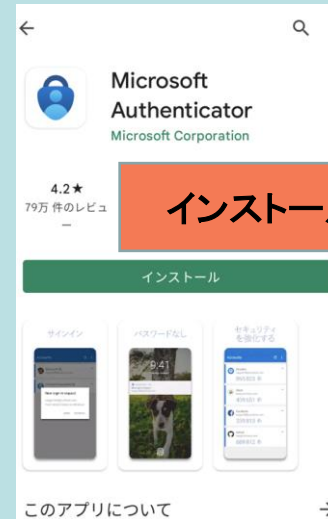 Microsoft
Authenticator
Microsoft Corporation
4.2★
79万 件のレビュ
ー
インストー
インストール
サインイン
パスワードなし
セキュリティ
を強化する
9:41
このアプリについて